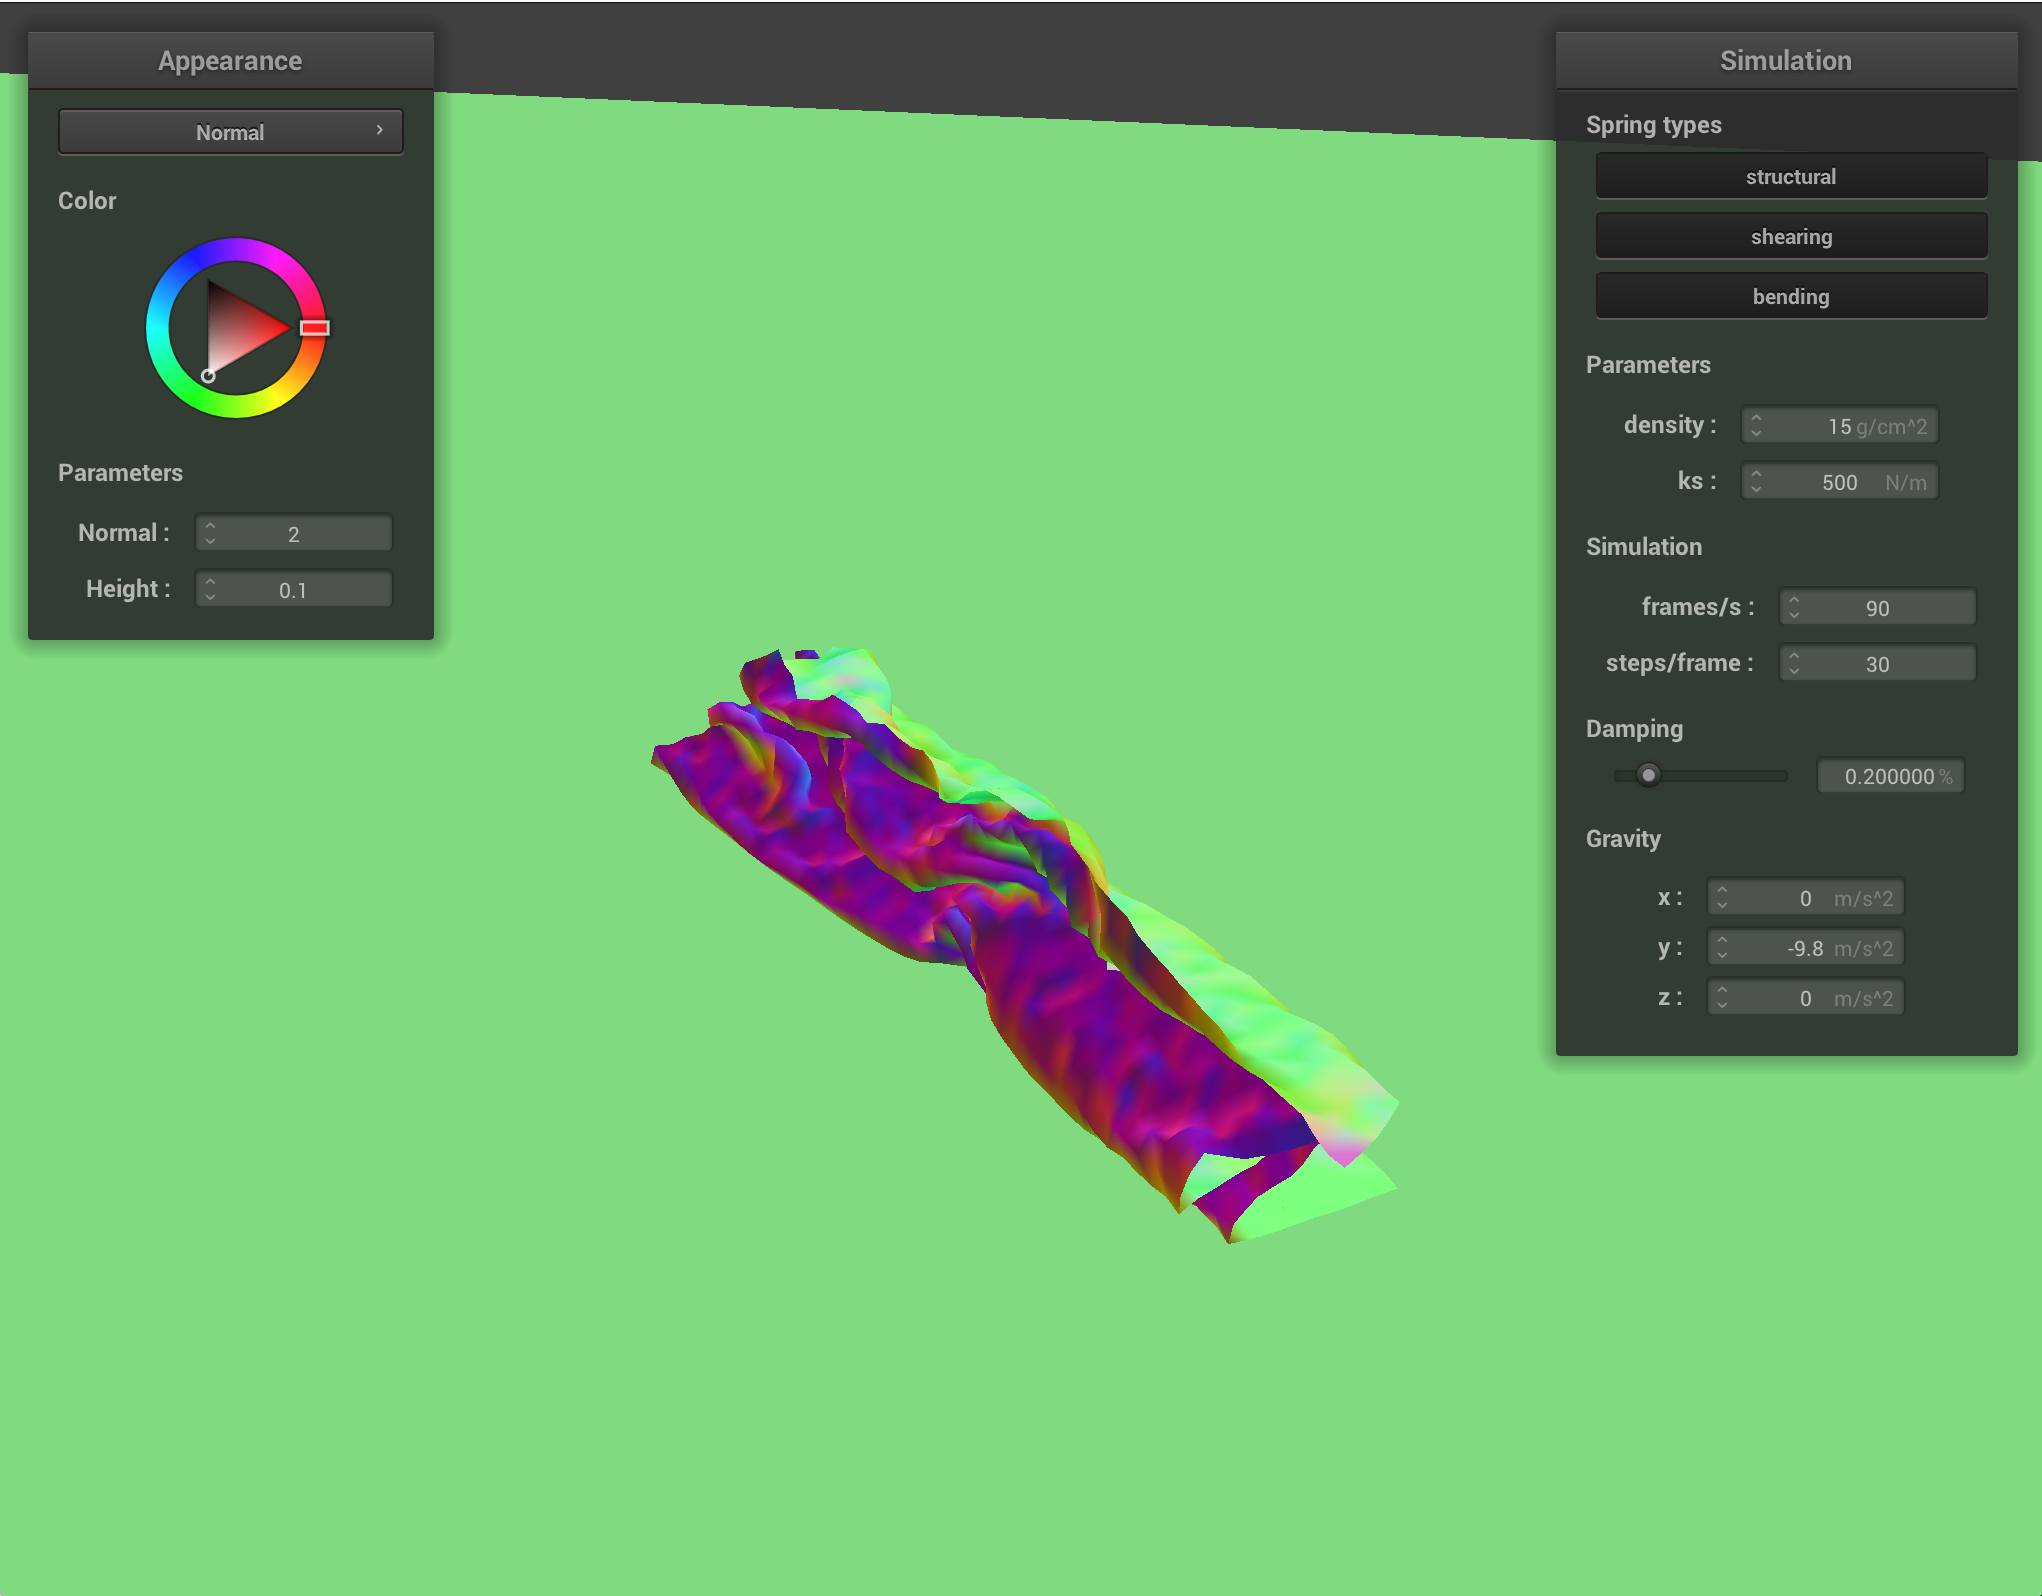 Appearance
Normal
Color
Parameters
Normal : 2
Height : 0.1
Simulation
Spring types
structural
shearing
bending
Parameters
density : 15 g/cm^2
ks : 500 N/m
Simulation
frames/s : 90
steps/frame : 30
Damping
0.200000 %
Gravity
x : 0 m/s^2
y : -9.8 m/s^2
z : 0 m/s^2